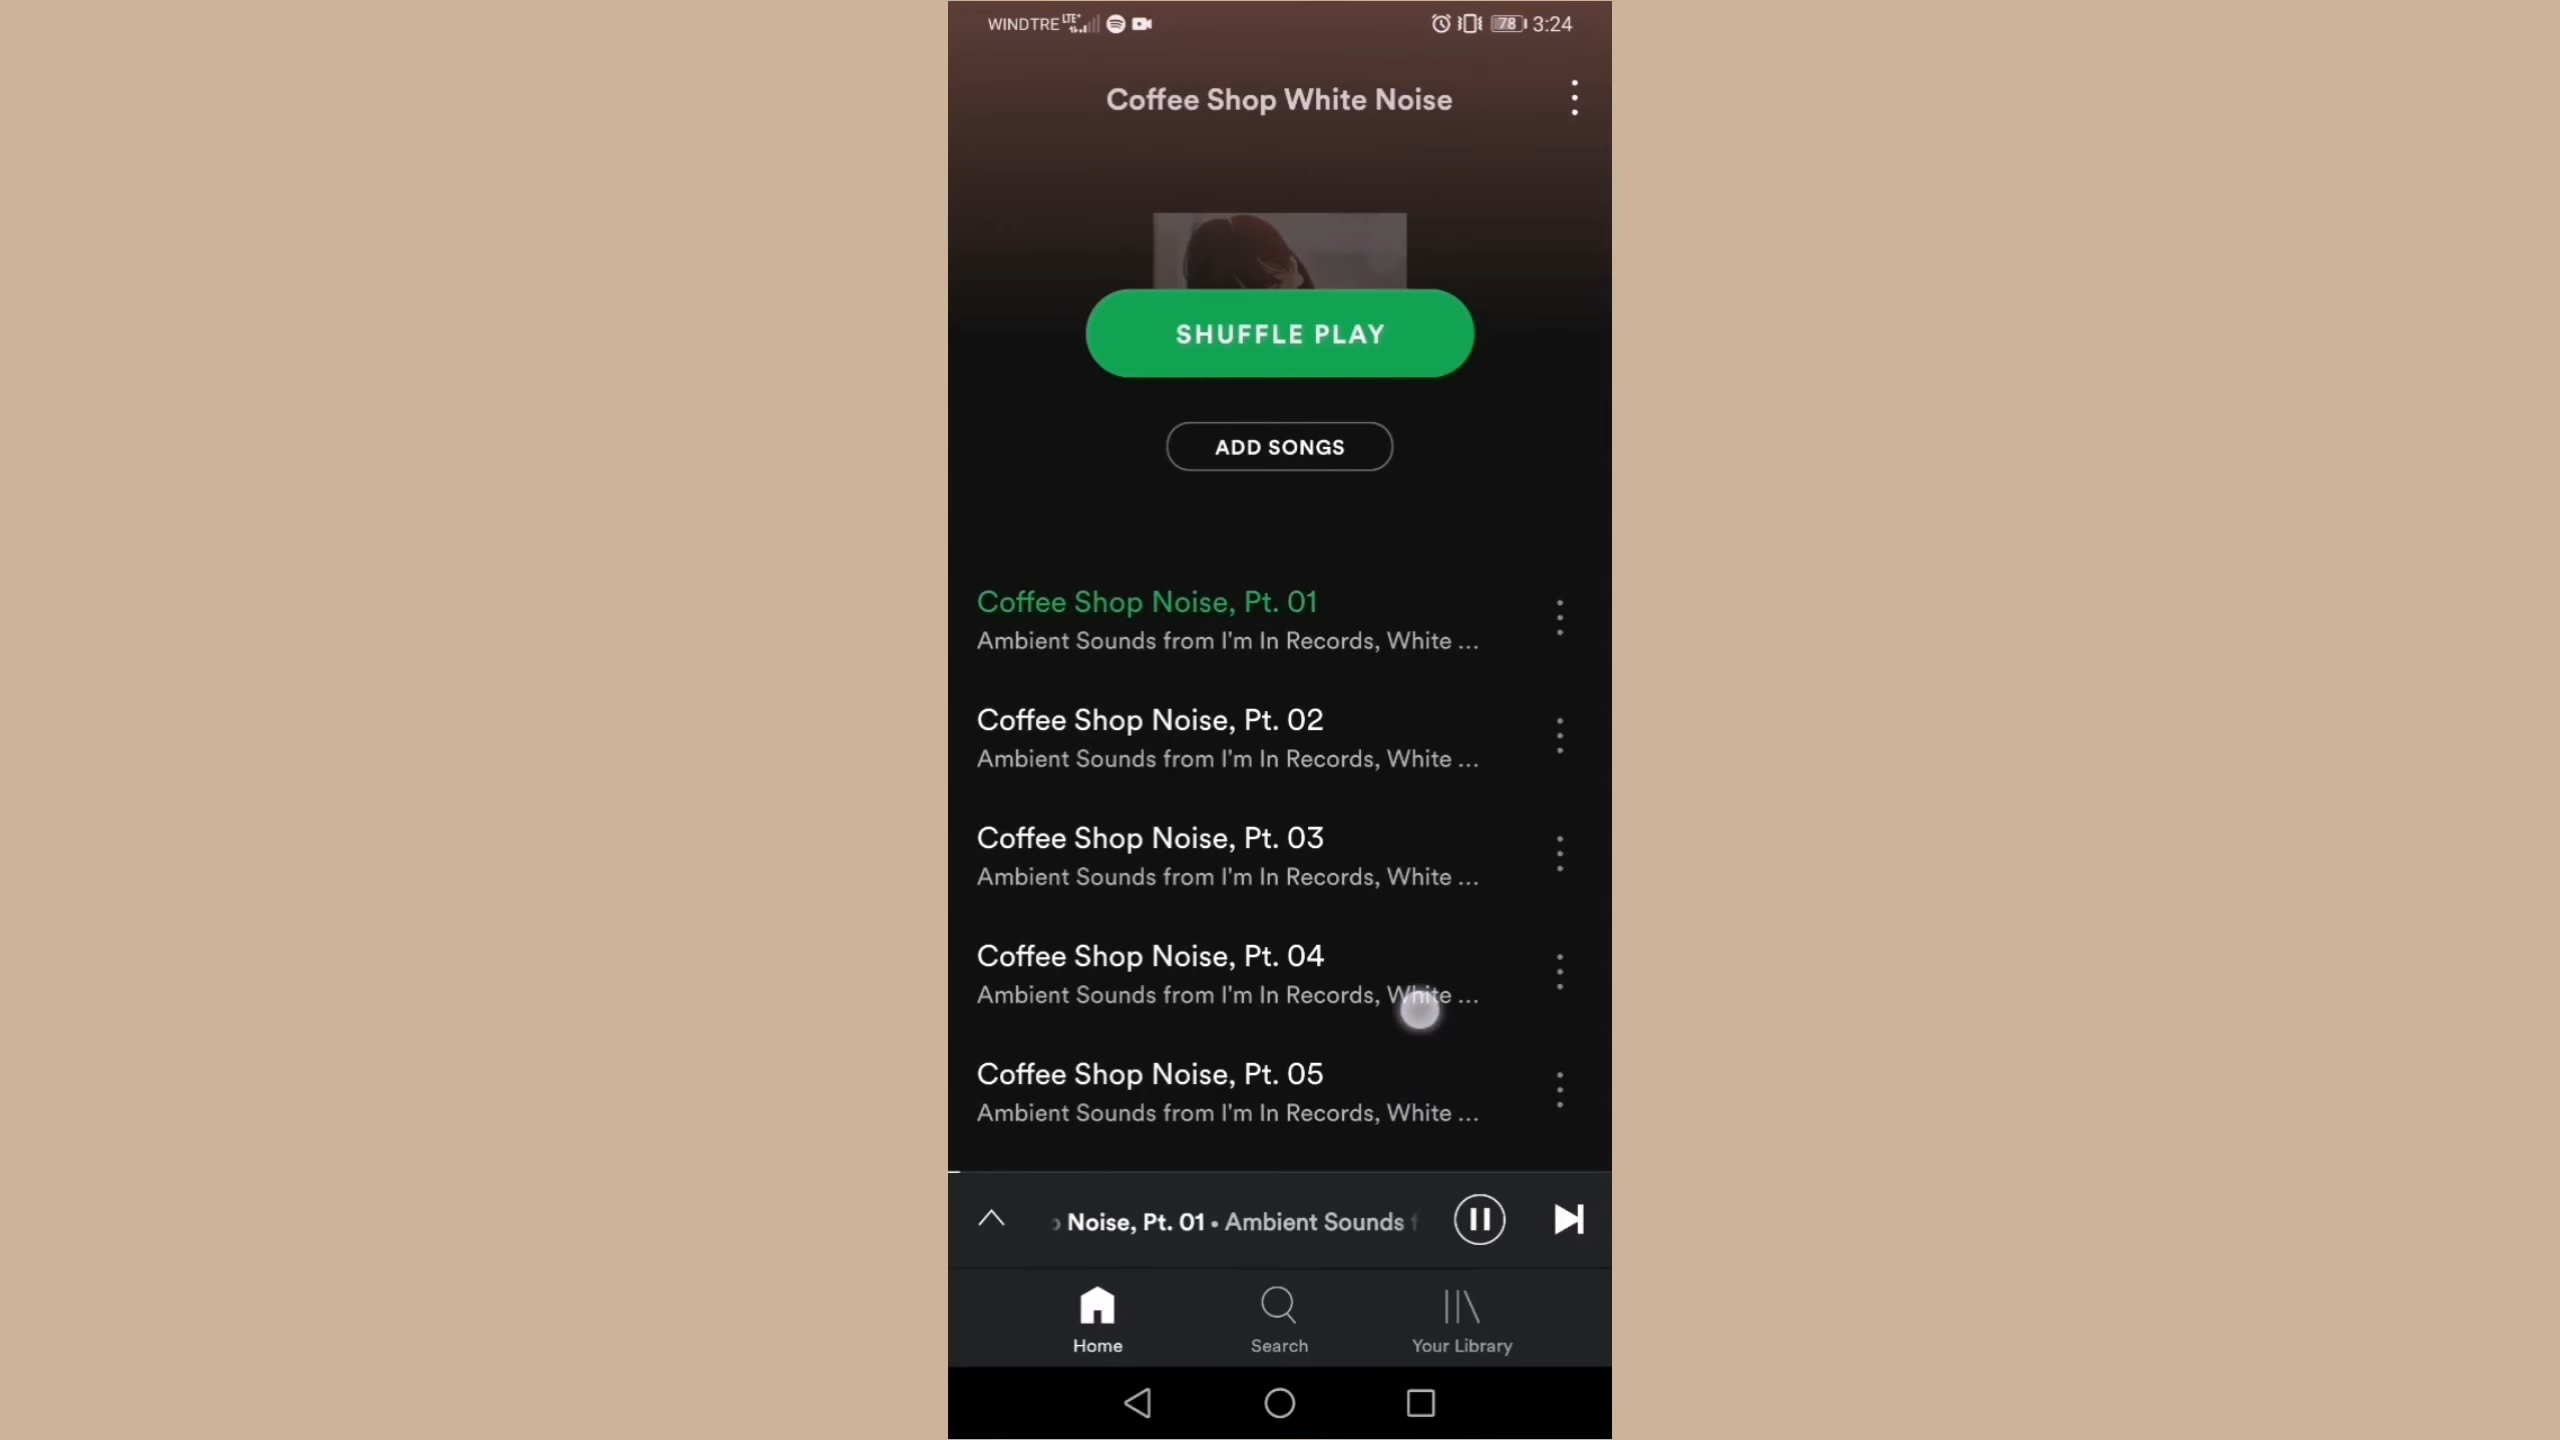 WINDTRE LTE+ 78 3:24
Coffee Shop White Noise
SHUFFLE PLAY
ADD SONGS
Coffee Shop Noise, Pt. 01
Ambient Sounds from I'm In Records, White ...
Coffee Shop Noise, Pt. 02
Ambient Sounds from I'm In Records, White ...
Coffee Shop Noise, Pt. 03
Ambient Sounds from I'm In Records, White ...
Coffee Shop Noise, Pt. 04
Ambient Sounds from I'm In Records, White ...
Coffee Shop Noise, Pt. 05
Ambient Sounds from I'm In Records, White ...
Noise, Pt. 01 • Ambient Sounds
Home Search Your Library